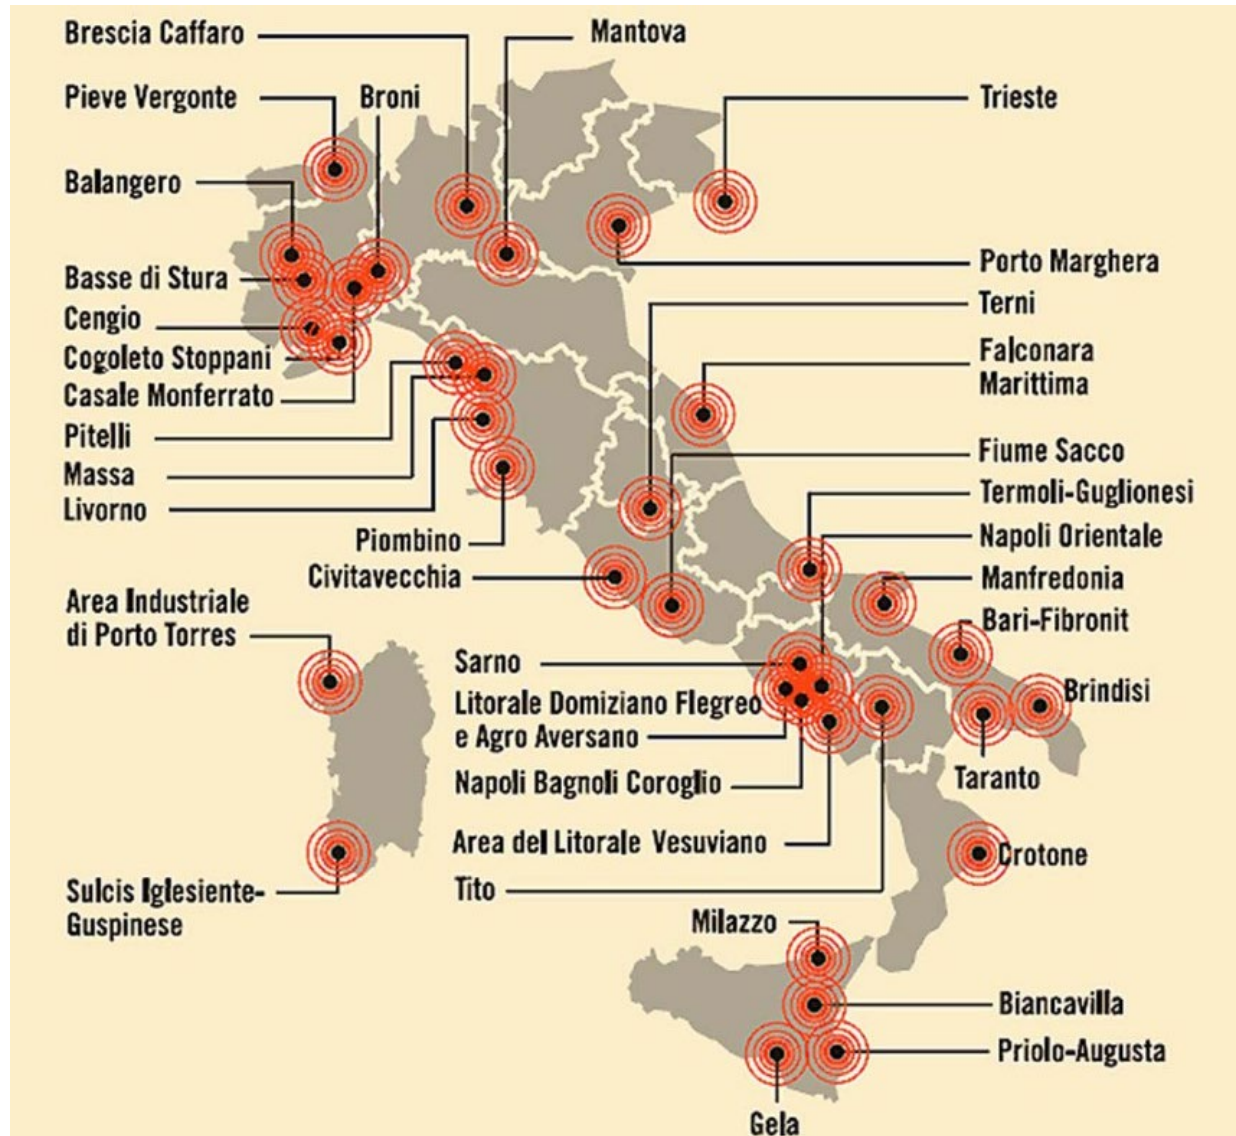 Brescia Caffaro
Mantova
Pieve Vergonte
Broni
Trieste
Balangero
Porto Marghera
Basse di Stura
Terni
Cengio
Cogoleto Stoppani
Falconara
Marittima
Casale Monferrato
Pitelli
Fiume Sacco
Massa
Termoli-Guglionesi
Livorno
Piombino
Napoli Orientale
Civitavecchia
Manfredonia
Area Industriale
di Porto Torres
Bari-Fibronit
Sarno
Brindisi
Litorale Domiziano Flegreo
e Agro Aversano
Taranto
Napoli Bagnoli Coroglio
Area del Litorale Vesuviano
Crotone
Sulcis Iglesiente-
Guspinese
Tito
Milazzo
Biancavilla
Priolo-Augusta
Gela